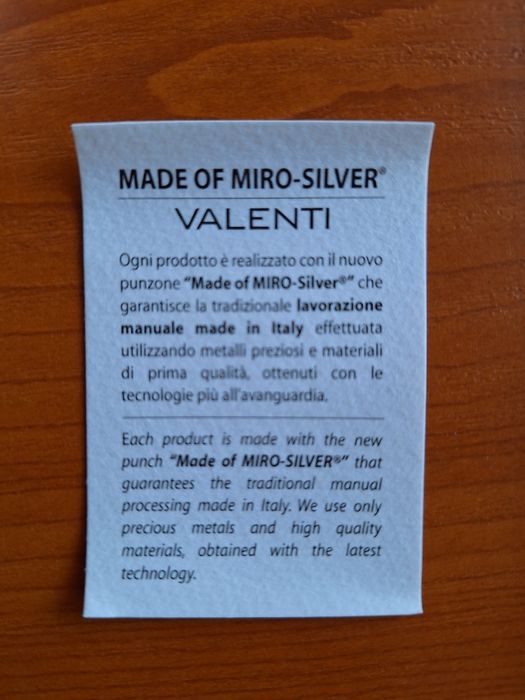 MADE OF MIRO-SILVER®
VALENTI
Ogni prodotto è realizzato con il nuovo
punzone "Made of MIRO-Silver®" che
garantisce la tradizionale lavorazione
manuale made in Italy effettuata
utilizzando metalli preziosi e materiali
di prima qualità, ottenuti con le
tecnologie più all'avanguardia.
Each product is made with the new
punch "Made of MIRO-SILVER®" that
guarantees the traditional manual
processing made in Italy. We use only
precious metals and high quality
materials, obtained with the latest
technology.